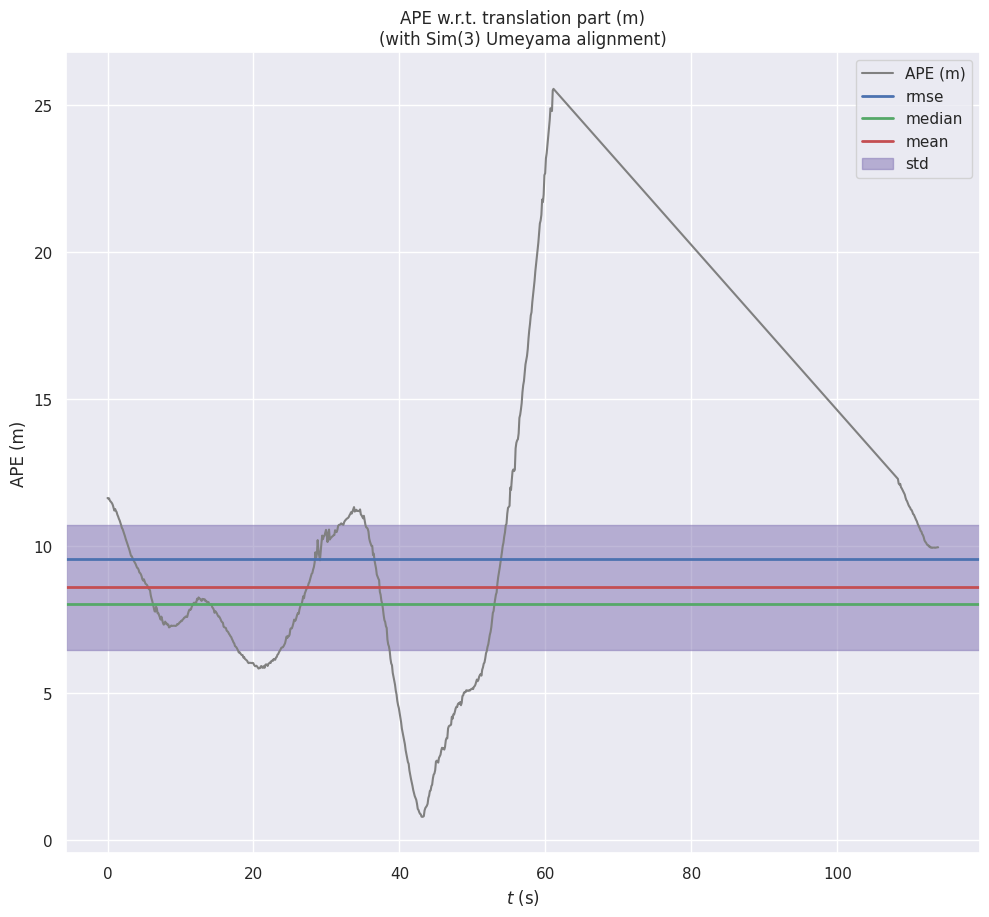 APE w.r.t. translation part (m)
(with Sim(3) Umeyama alignment)
APE (m)
rmse
median
mean
std
25
20
15
10
5
0
APE (m)
0 20 40 60 80 100
t (s)